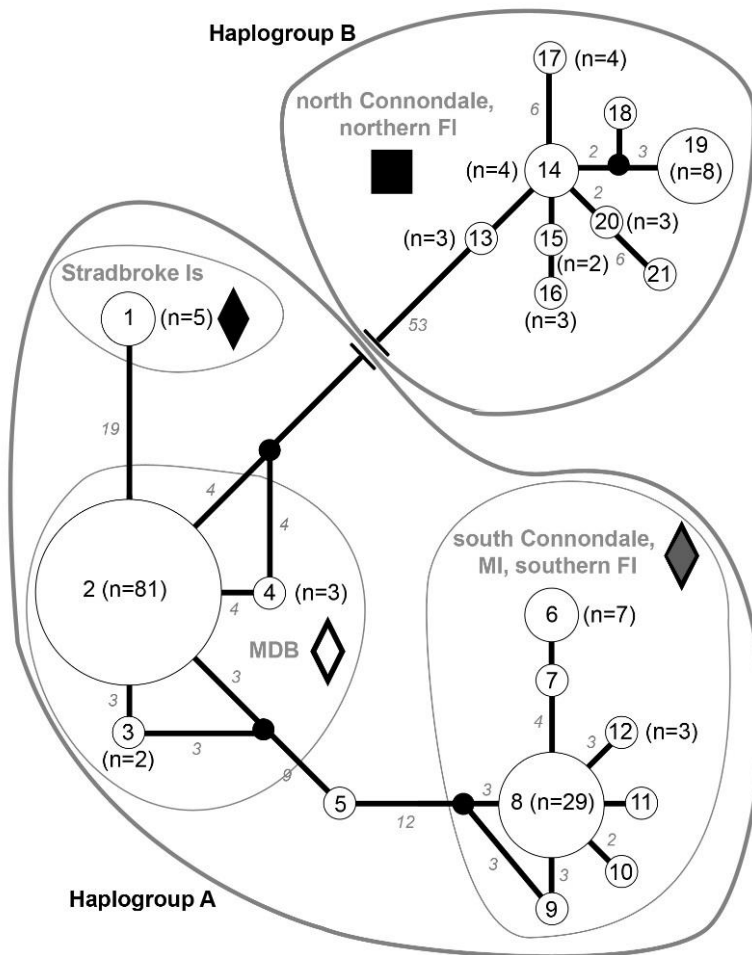 Haplogroup B
17 (n=4)
north Connondale,
northern FI
6
18
2 3
19
(n=8)
(n=4) 14
2
(n=3) 13
15
20 (n=3)
(n=2)
6
21
16
(n=3)
53
Stradbroke Is
1 (n=5)
19
4
4
2 (n=81)
4
4 (n=3)
MDB
3
3
3
(n=2)
3
9
5
12
south Connondale,
MI, southern FI
6 (n=7)
7
4
12 (n=3)
3
3
8 (n=29)
11
2
10
3
3
9
Haplogroup A